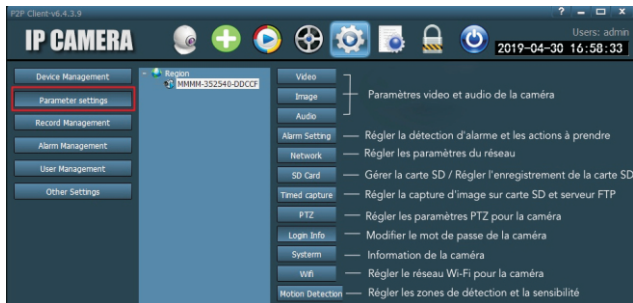 P2P Client-v6.4.3.9
IP CAMERA
Users: admin
2019-04-30 16:58:33
Device Management
Parameter settings
Record Management
Alarm Management
User Management
Other Settings
Region
MMMM-352540-DDCCF
Video
Image
Audio
Paramètres video et audio de la caméra
Alarm Setting — Régler la détection d'alarme et les actions à prendre
Network — Régler les paramètres du réseau
SD Card — Gérer la carte SD / Régler l'enregistrement de la carte SD
Timed capture — Régler la capture d'image sur carte SD et serveur FTP
PTZ — Régler les paramètres PTZ pour la caméra
Login Info — Modifier le mot de passe de la caméra
Systerm — Information de la caméra
Wifi — Régler le réseau Wi-Fi pour la caméra
Motion Detection — Régler les zones de détection et la sensibilité